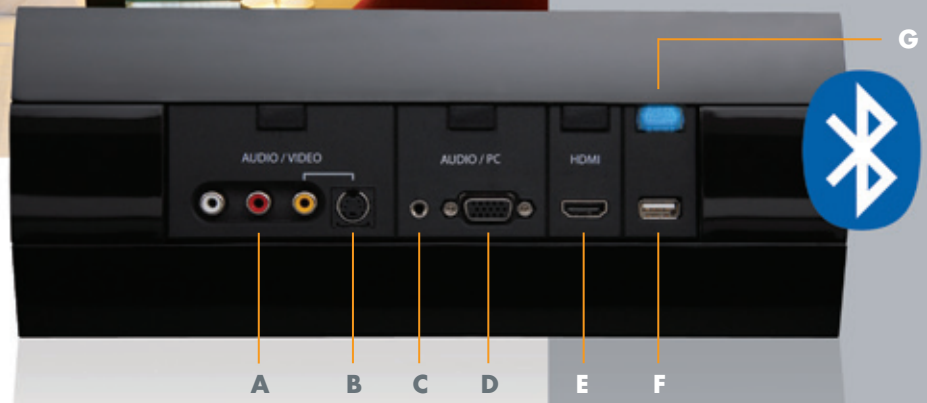 G
AUDIO / VIDEO
AUDIO / PC
HDMI
A B C D E F